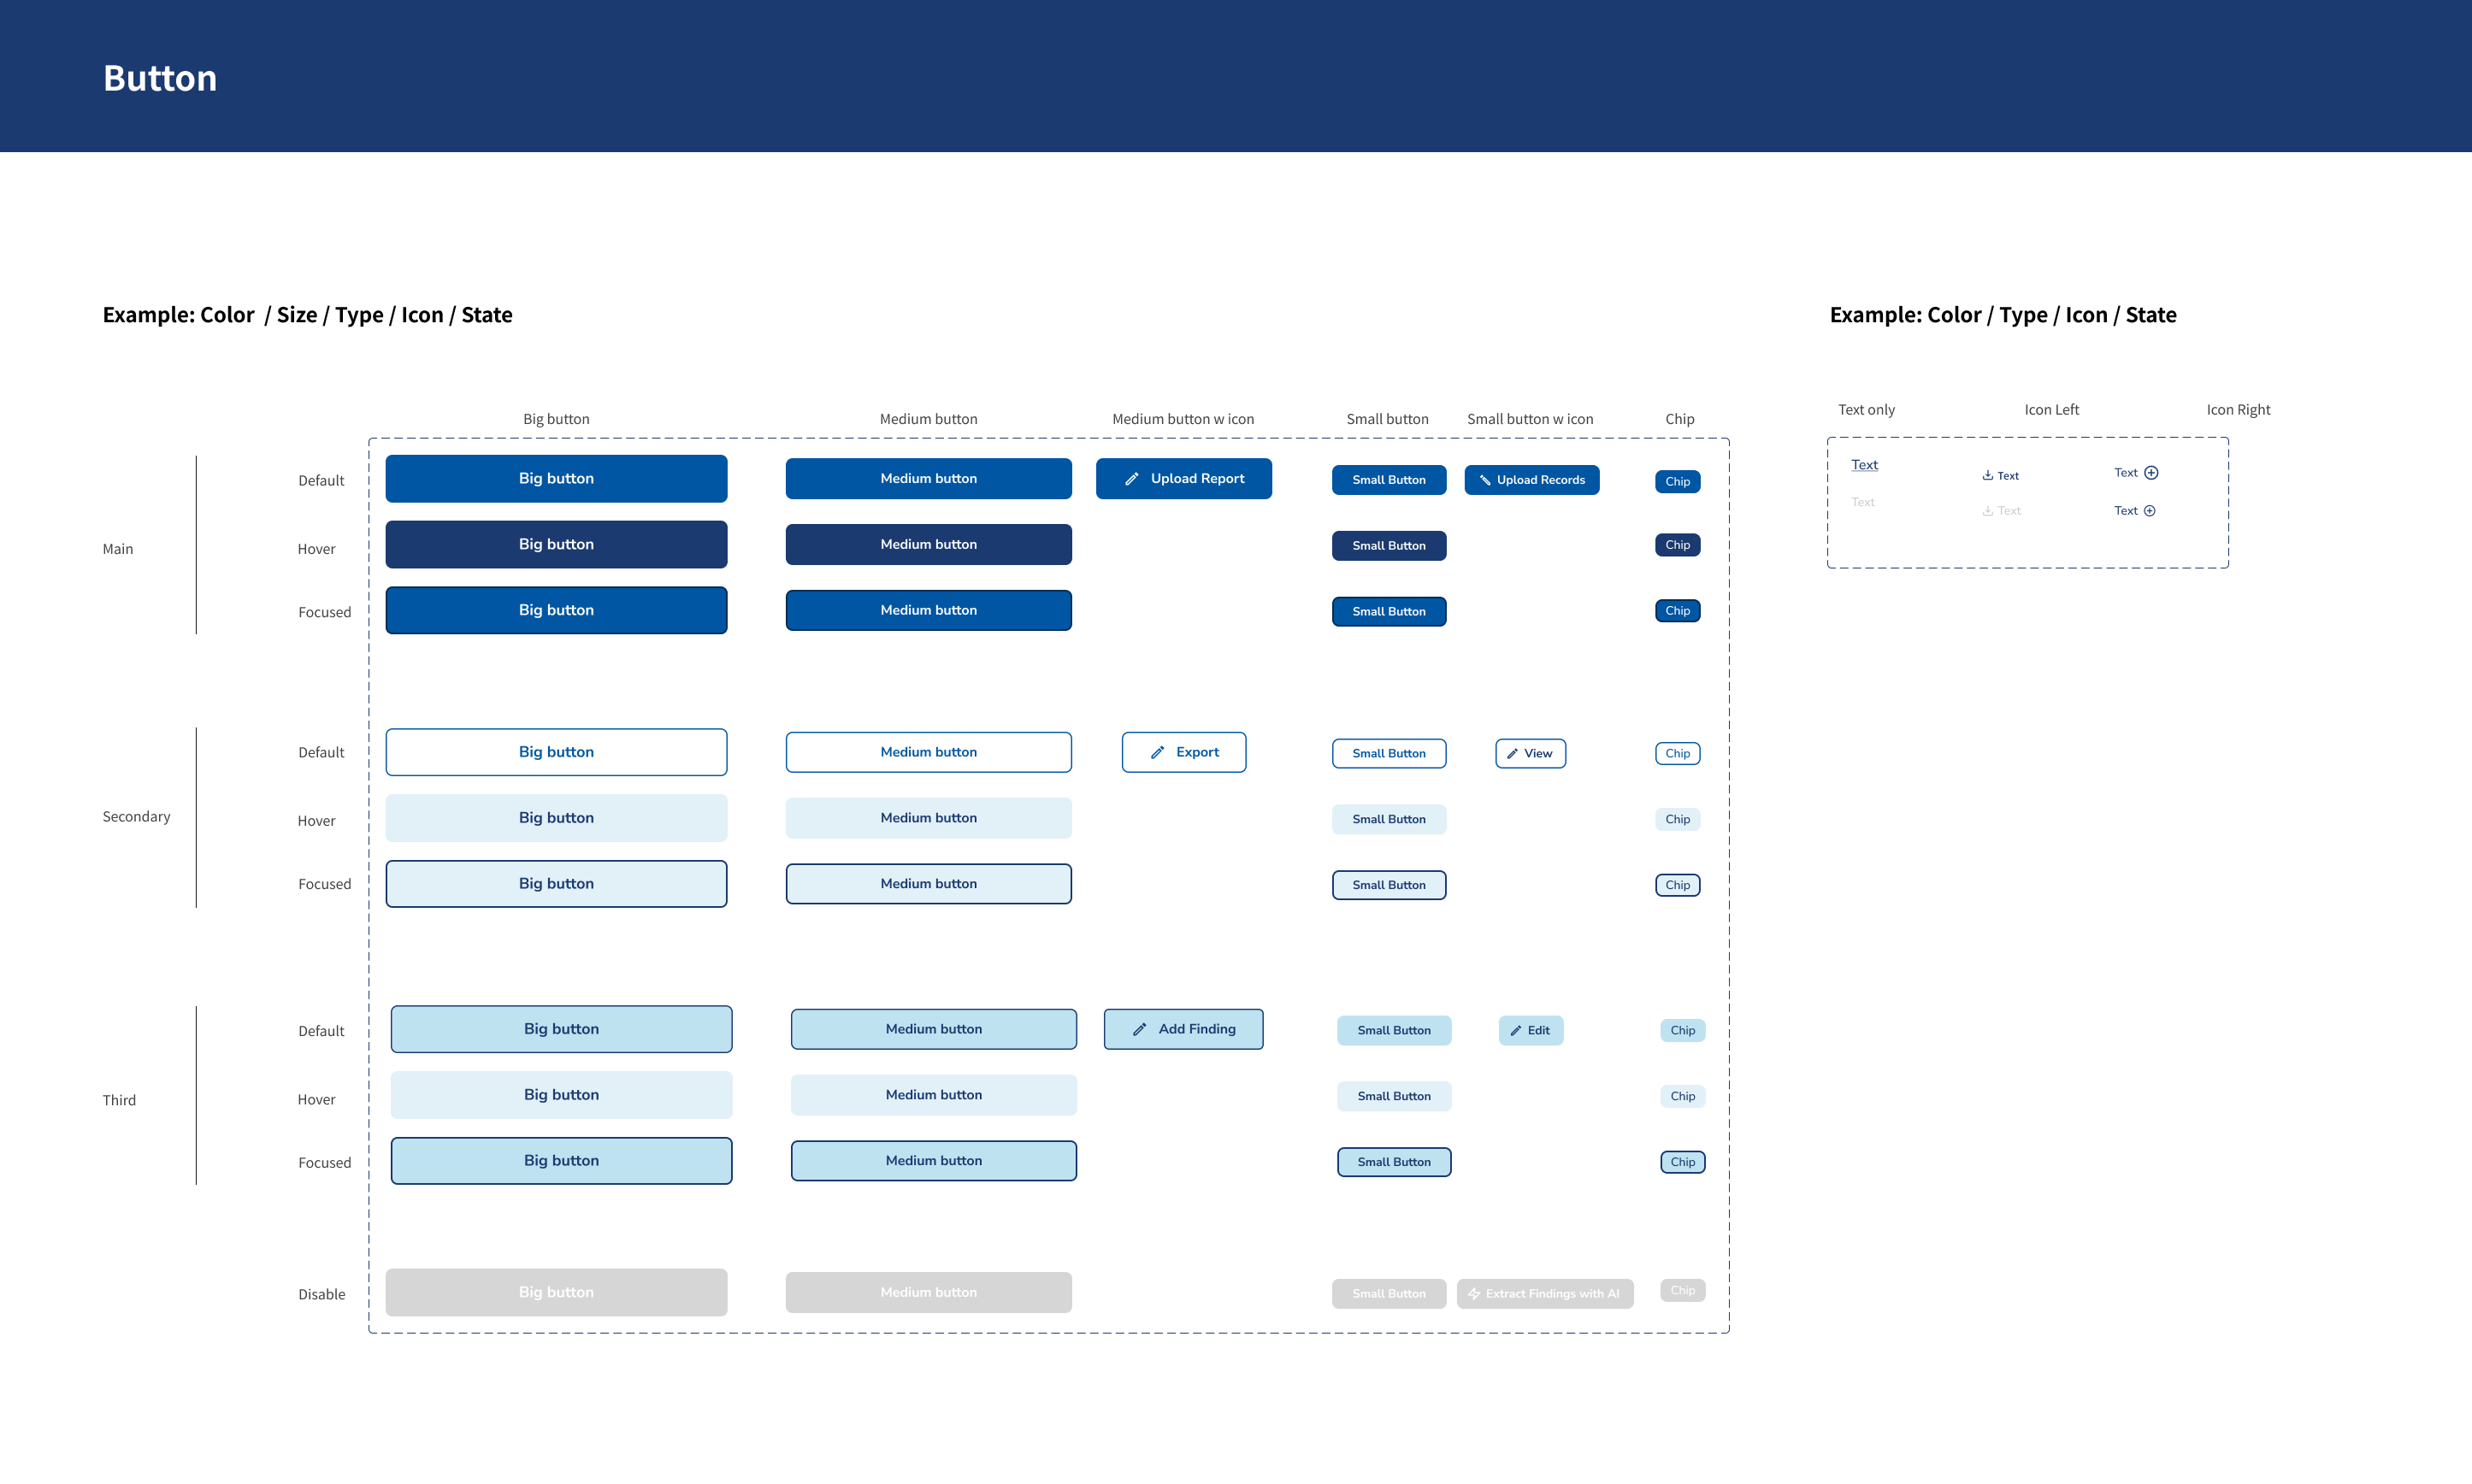 Button
Example: Color / Size / Type / Icon / State
Big button
Medium button
Medium button w icon
Small button
Small button w icon
Chip
Main
Default
Big button
Medium button
Upload Report
Small Button
Upload Records
Chip
Hover
Big button
Medium button
Small Button
Chip
Focused
Big button
Medium button
Small Button
Chip
Secondary
Default
Big button
Medium button
Export
Small Button
View
Chip
Hover
Big button
Medium button
Small Button
Chip
Focused
Big button
Medium button
Small Button
Chip
Third
Default
Big button
Medium button
Add Finding
Small Button
Edit
Chip
Hover
Big button
Medium button
Small Button
Chip
Focused
Big button
Medium button
Small Button
Chip
Disable
Big button
Medium button
Small Button
Extract Findings with AI
Chip
Example: Color / Type / Icon / State
Text only
Icon Left
Icon Right
Text
Text
Text
Text
Text
Text